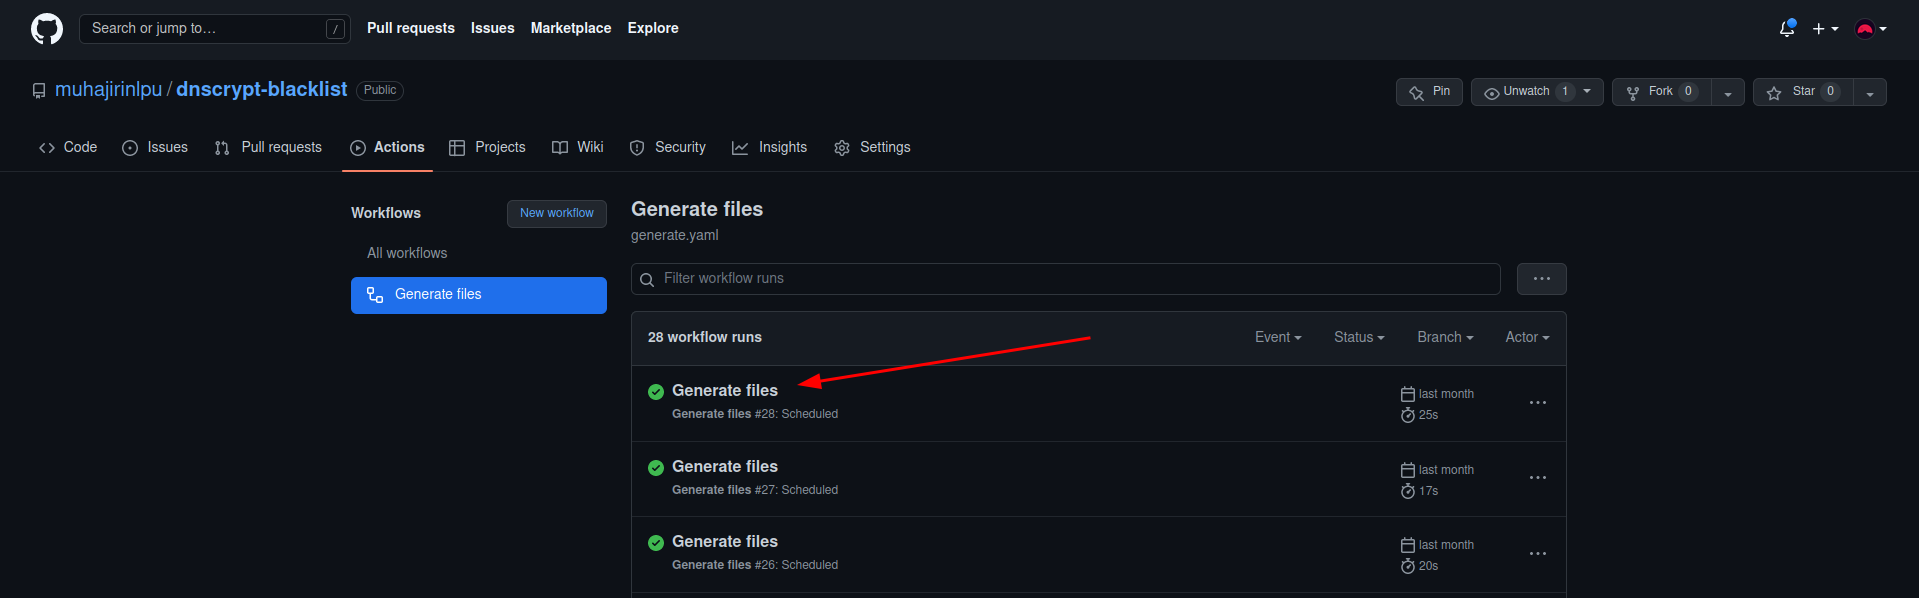 Search or jump to… /
Pull requests Issues Marketplace Explore
muhajirinlpu / dnscrypt-blacklist Public
Pin Unwatch 1 Fork 0 Star 0
Code Issues Pull requests Actions Projects Wiki Security Insights Settings
Workflows New workflow
All workflows
Generate files
Generate files
generate.yaml
Filter workflow runs
28 workflow runs Event Status Branch Actor
Generate files
Generate files #28: Scheduled
last month
25s
Generate files
Generate files #27: Scheduled
last month
17s
Generate files
Generate files #26: Scheduled
last month
20s